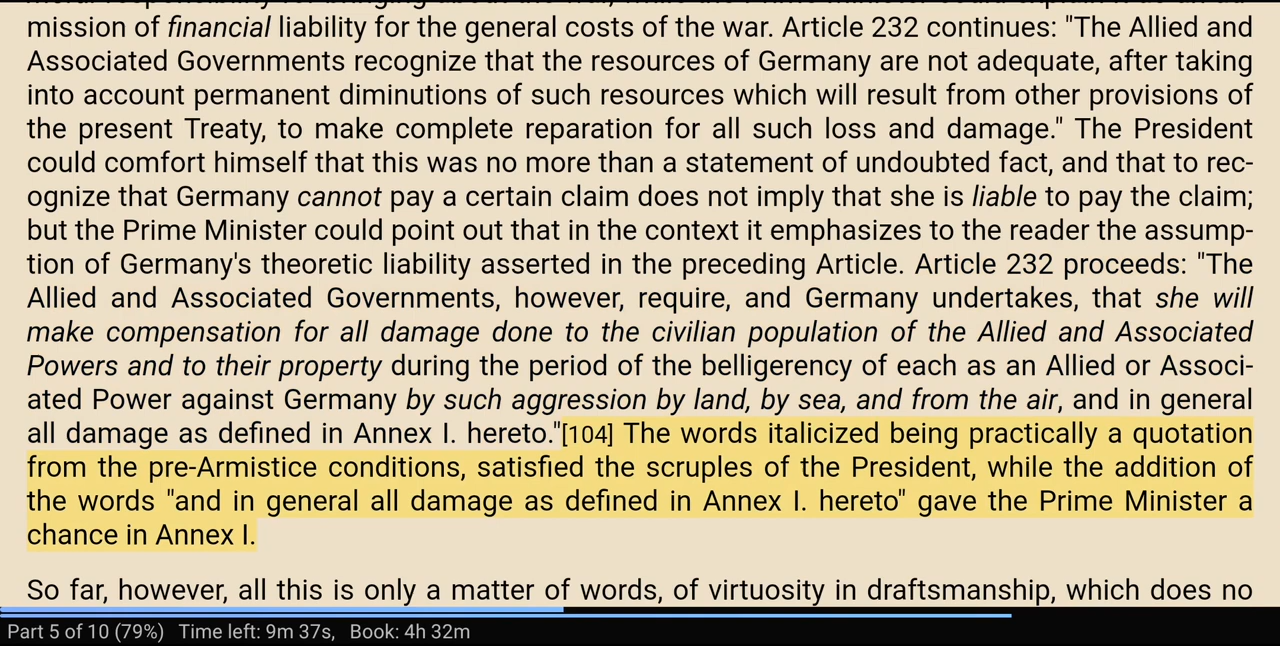 mission of financial liability for the general costs of the war. Article 232 continues: "The Allied and
Associated Governments recognize that the resources of Germany are not adequate, after taking
into account permanent diminutions of such resources which will result from other provisions of
the present Treaty, to make complete reparation for all such loss and damage." The President
could comfort himself that this was no more than a statement of undoubted fact, and that to rec-
ognize that Germany cannot pay a certain claim does not imply that she is liable to pay the claim;
but the Prime Minister could point out that in the context it emphasizes to the reader the assump-
tion of Germany's theoretic liability asserted in the preceding Article. Article 232 proceeds: "The
Allied and Associated Governments, however, require, and Germany undertakes, that she will
make compensation for all damage done to the civilian population of the Allied and Associated
Powers and to their property during the period of the belligerency of each as an Allied or Associ-
ated Power against Germany by such aggression by land, by sea, and from the air, and in general
all damage as defined in Annex I. hereto."[104] The words italicized being practically a quotation
from the pre-Armistice conditions, satisfied the scruples of the President, while the addition of
the words "and in general all damage as defined in Annex I. hereto" gave the Prime Minister a
chance in Annex I.
So far, however, all this is only a matter of words, of virtuosity in draftsmanship, which does no
Part 5 of 10 (79%) Time left: 9m 37s, Book: 4h 32m